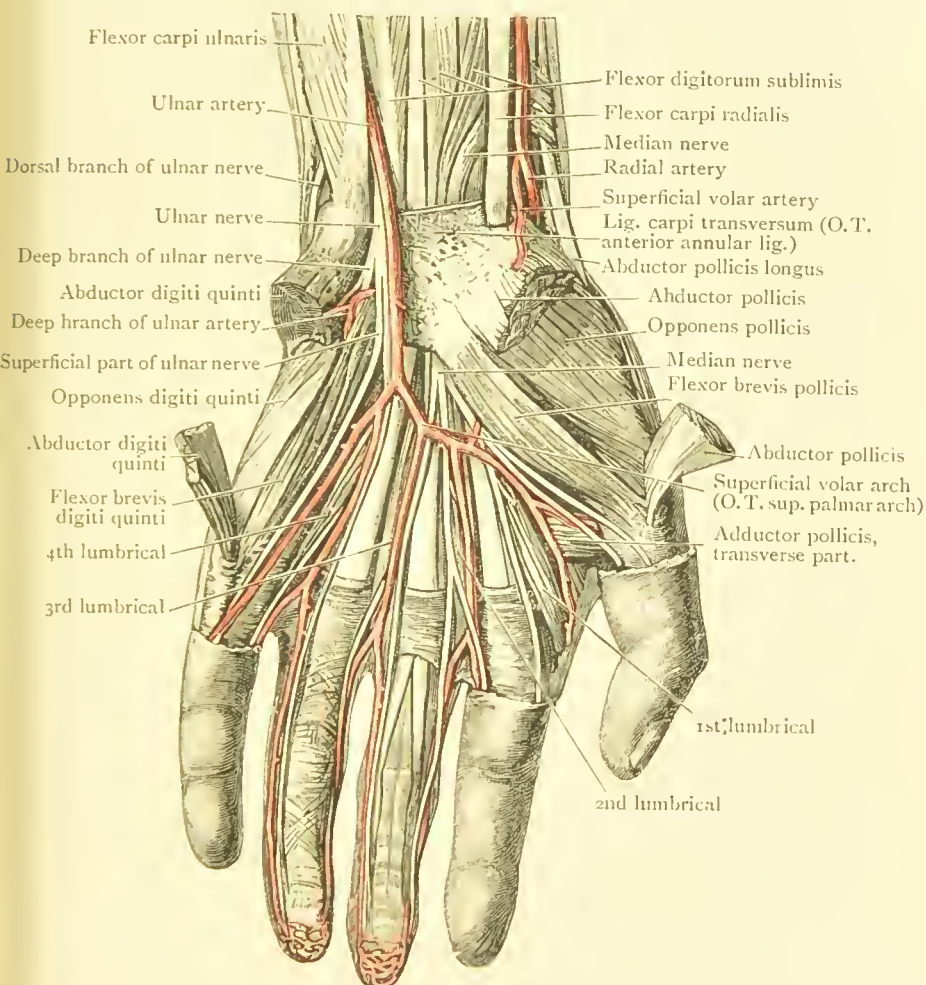 Flexor carpi ulnaris
Ulnar artery
Dorsal branch of ulnar nerve
Ulnar nerve
Deep branch of ulnar nerve
Abductor digiti quinti
Deep hranch of ulnar artery
Superficial part of ulnar nerve
Opponens digiti quinti
Abductor digiti
quinti
Flexor brevis
digiti quinti
4th lumbrical
3rd lumbrical
Flexor digitorum sublimis
Flexor carpi radialis
Median nerve
Radial artery
Superficial volar artery
Lig. carpi transversum (O.T.
anterior annular lig.)
Abductor pollicis longus
Ahductor pollicis
Opponens pollicis
Median nerve
Flexor brevis pollicis
Abductor pollicis
Superficial volar arch
(O.T. sup. palmar arch)
Adductor pollicis,
transverse part.
1st lumbrical
2nd lumbrical